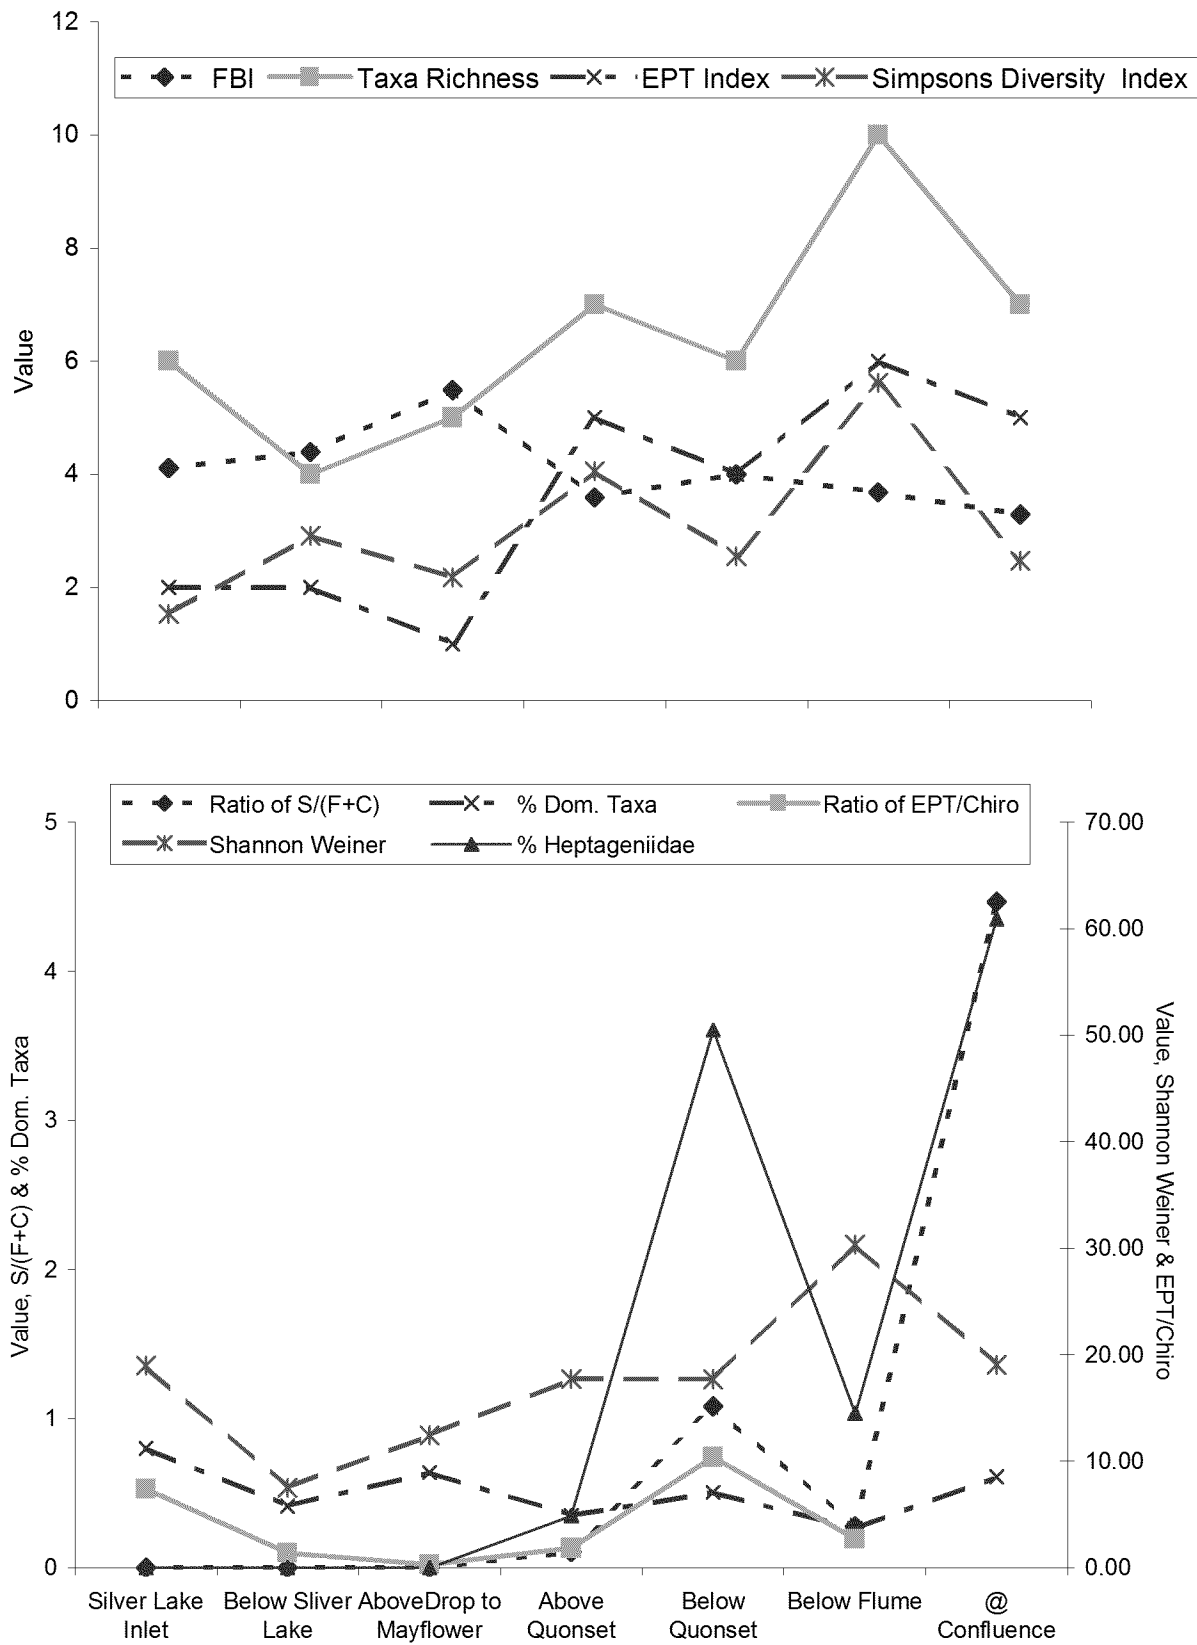 12
FBI Taxa Richness EPT Index Simpsons Diversity Index
10
8
6
4
2
0
Value
Ratio of S/(F+C) % Dom. Taxa Ratio of EPT/Chiro
Shannon Weiner % Heptageniidae
5
4
3
2
1
0
Value, S/(F+C) & % Dom. Taxa
70.00
60.00
50.00
40.00
30.00
20.00
10.00
0.00
Value, Shannon Weiner & EPT/Chiro
Silver Lake
Inlet
Below Sliver
Lake
AboveDrop to
Mayflower
Above
Quonset
Below
Quonset
Below Flume
@
Confluence